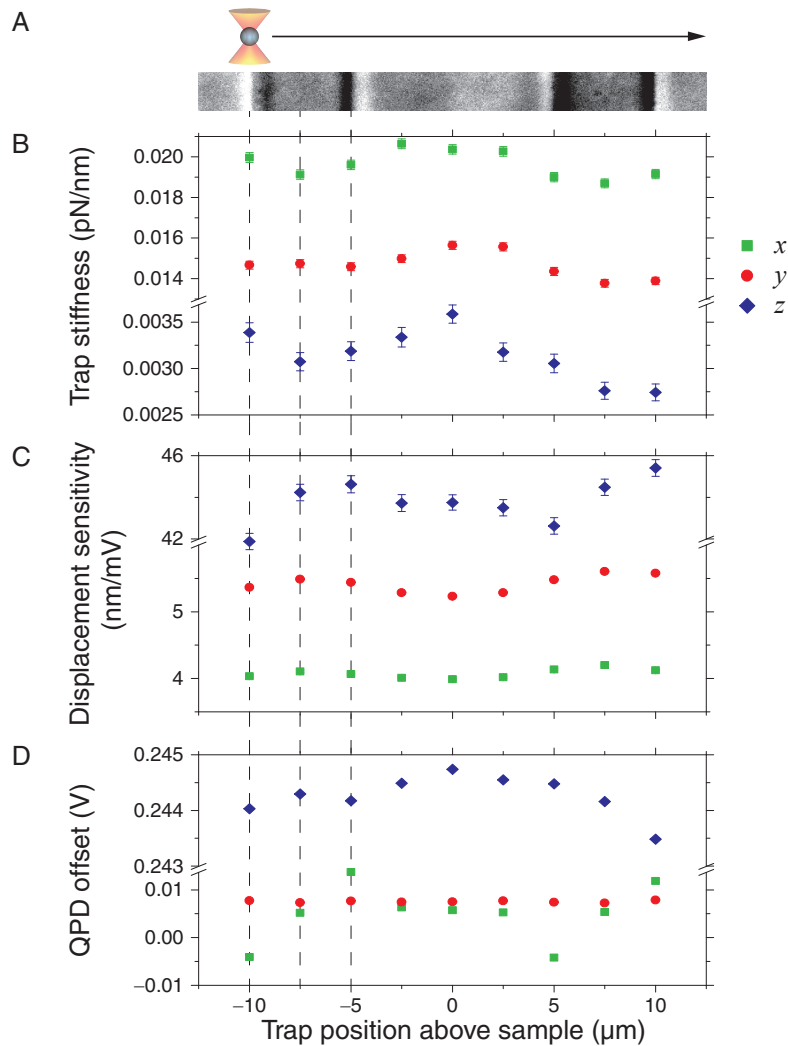 A
B
Trap stiffness (pN/nm)
0.020
0.018
0.016
0.014
0.0035
0.0030
0.0025
x
y
z
C
Displacement sensitivity
(nm/mV)
46
42
5
4
D
QPD offset (V)
0.245
0.244
0.243
0.01
0.00
−0.01
−10 −5 0 5 10
Trap position above sample (µm)